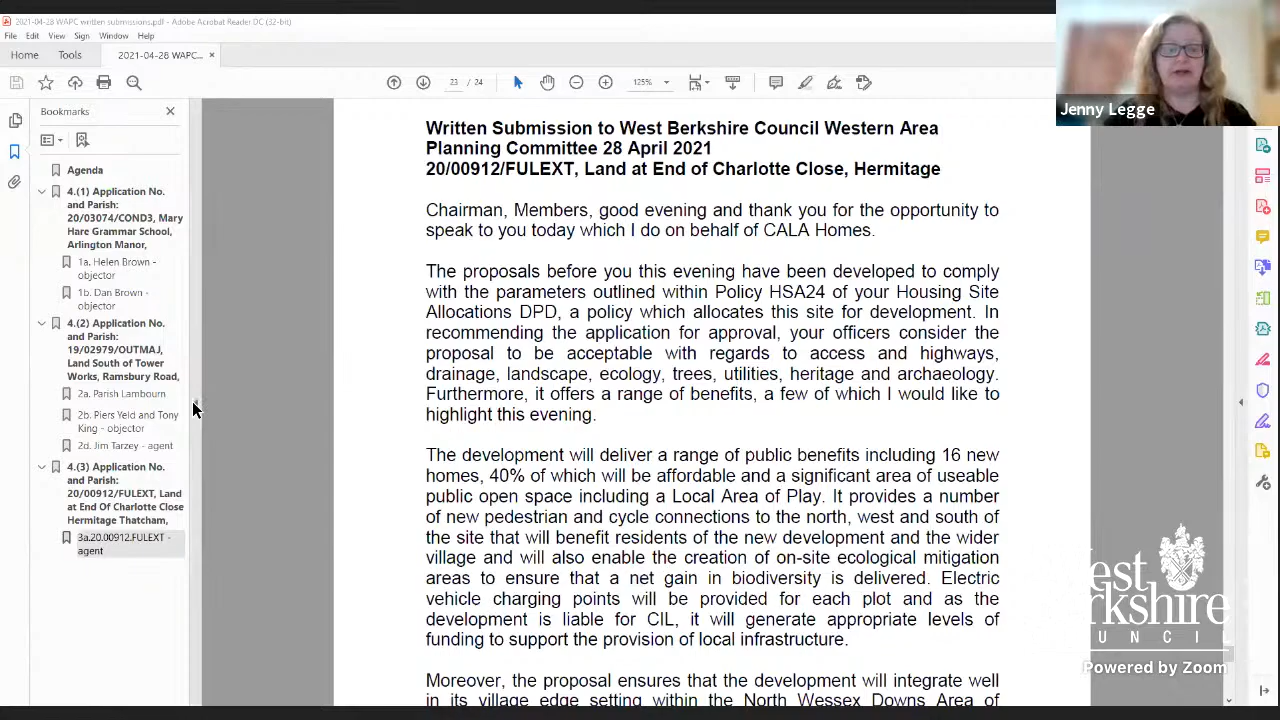 2021-04-28 WAPC written submissions.pdf - Adobe Acrobat Reader DC (32-bit)
File Edit View Sign Window Help
Home Tools 2021-04-28 WAPC... ×
23 / 24 125%
Bookmarks
Agenda
4.(1) Application No.
and Parish:
20/03074/COND3, Mary
Hare Grammar School,
Arlington Manor,
1a. Helen Brown -
objector
1b. Dan Brown -
objector
4.(2) Application No.
and Parish:
19/02979/OUTMAJ,
Land South of Tower
Works, Ramsbury Road,
2a. Parish Lambourn
2b. Piers Yeld and Tony
King - objector
2d. Jim Tarzey - agent
4.(3) Application No.
and Parish:
20/00912/FULEXT, Land
at End Of Charlotte Close
Hermitage Thatcham,
3a.20.00912.FULEXT -
agent
Written Submission to West Berkshire Council Western Area
Planning Committee 28 April 2021
20/00912/FULEXT, Land at End of Charlotte Close, Hermitage
Chairman, Members, good evening and thank you for the opportunity to
speak to you today which I do on behalf of CALA Homes.
The proposals before you this evening have been developed to comply
with the parameters outlined within Policy HSA24 of your Housing Site
Allocations DPD, a policy which allocates this site for development. In
recommending the application for approval, your officers consider the
proposal to be acceptable with regards to access and highways,
drainage, landscape, ecology, trees, utilities, heritage and archaeology.
Furthermore, it offers a range of benefits, a few of which I would like to
highlight this evening.
The development will deliver a range of public benefits including 16 new
homes, 40% of which will be affordable and a significant area of useable
public open space including a Local Area of Play. It provides a number
of new pedestrian and cycle connections to the north, west and south of
the site that will benefit residents of the new development and the wider
village and will also enable the creation of on-site ecological mitigation
areas to ensure that a net gain in biodiversity is delivered. Electric
vehicle charging points will be provided for each plot and as the
development is liable for CIL, it will generate appropriate levels of
funding to support the provision of local infrastructure.
Moreover, the proposal ensures that the development will integrate well
in its village edge setting within the North Wessex Downs Area of
Jenny Legge
West
Berkshire
COUNCIL
Powered by Zoom